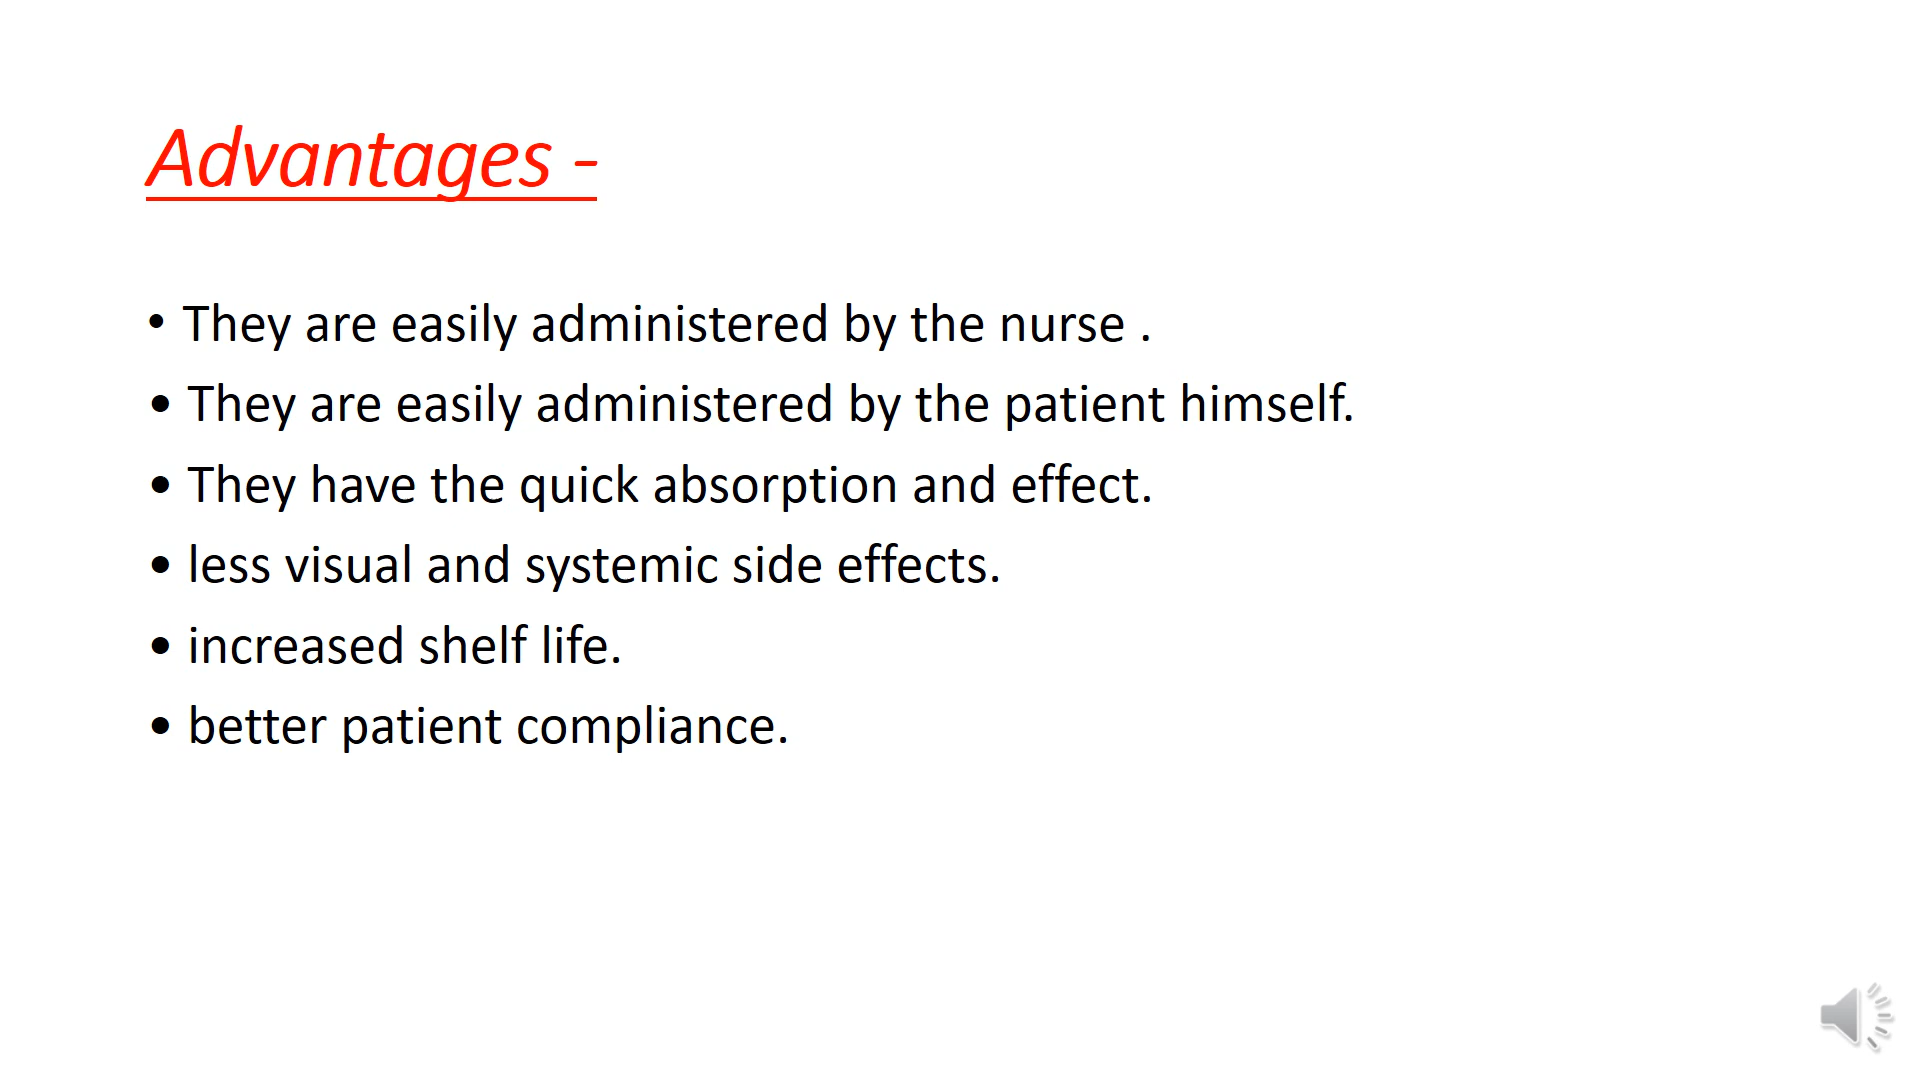 Advantages -
• They are easily administered by the nurse .
• They are easily administered by the patient himself.
• They have the quick absorption and effect.
• less visual and systemic side effects.
• increased shelf life.
• better patient compliance.